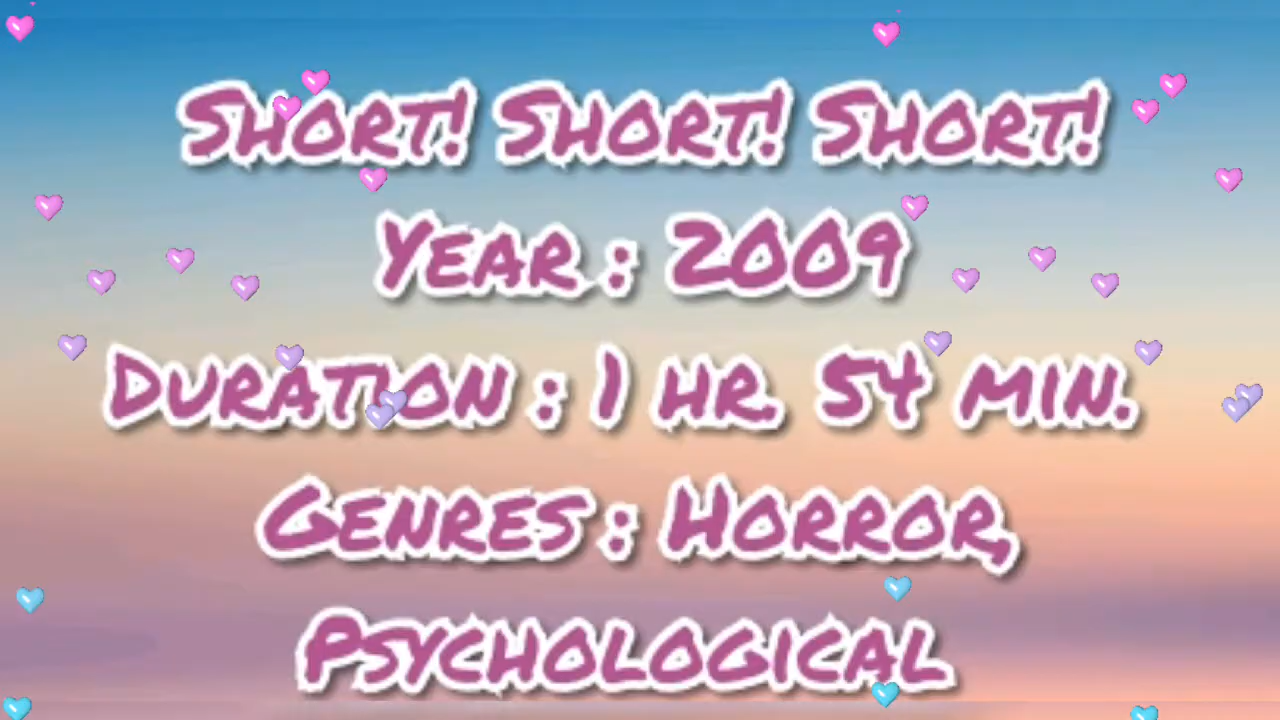 Short! Short! Short!
Year : 2009
Duration : 1 hr. 54 min.
Genres : Horror,
Psychological